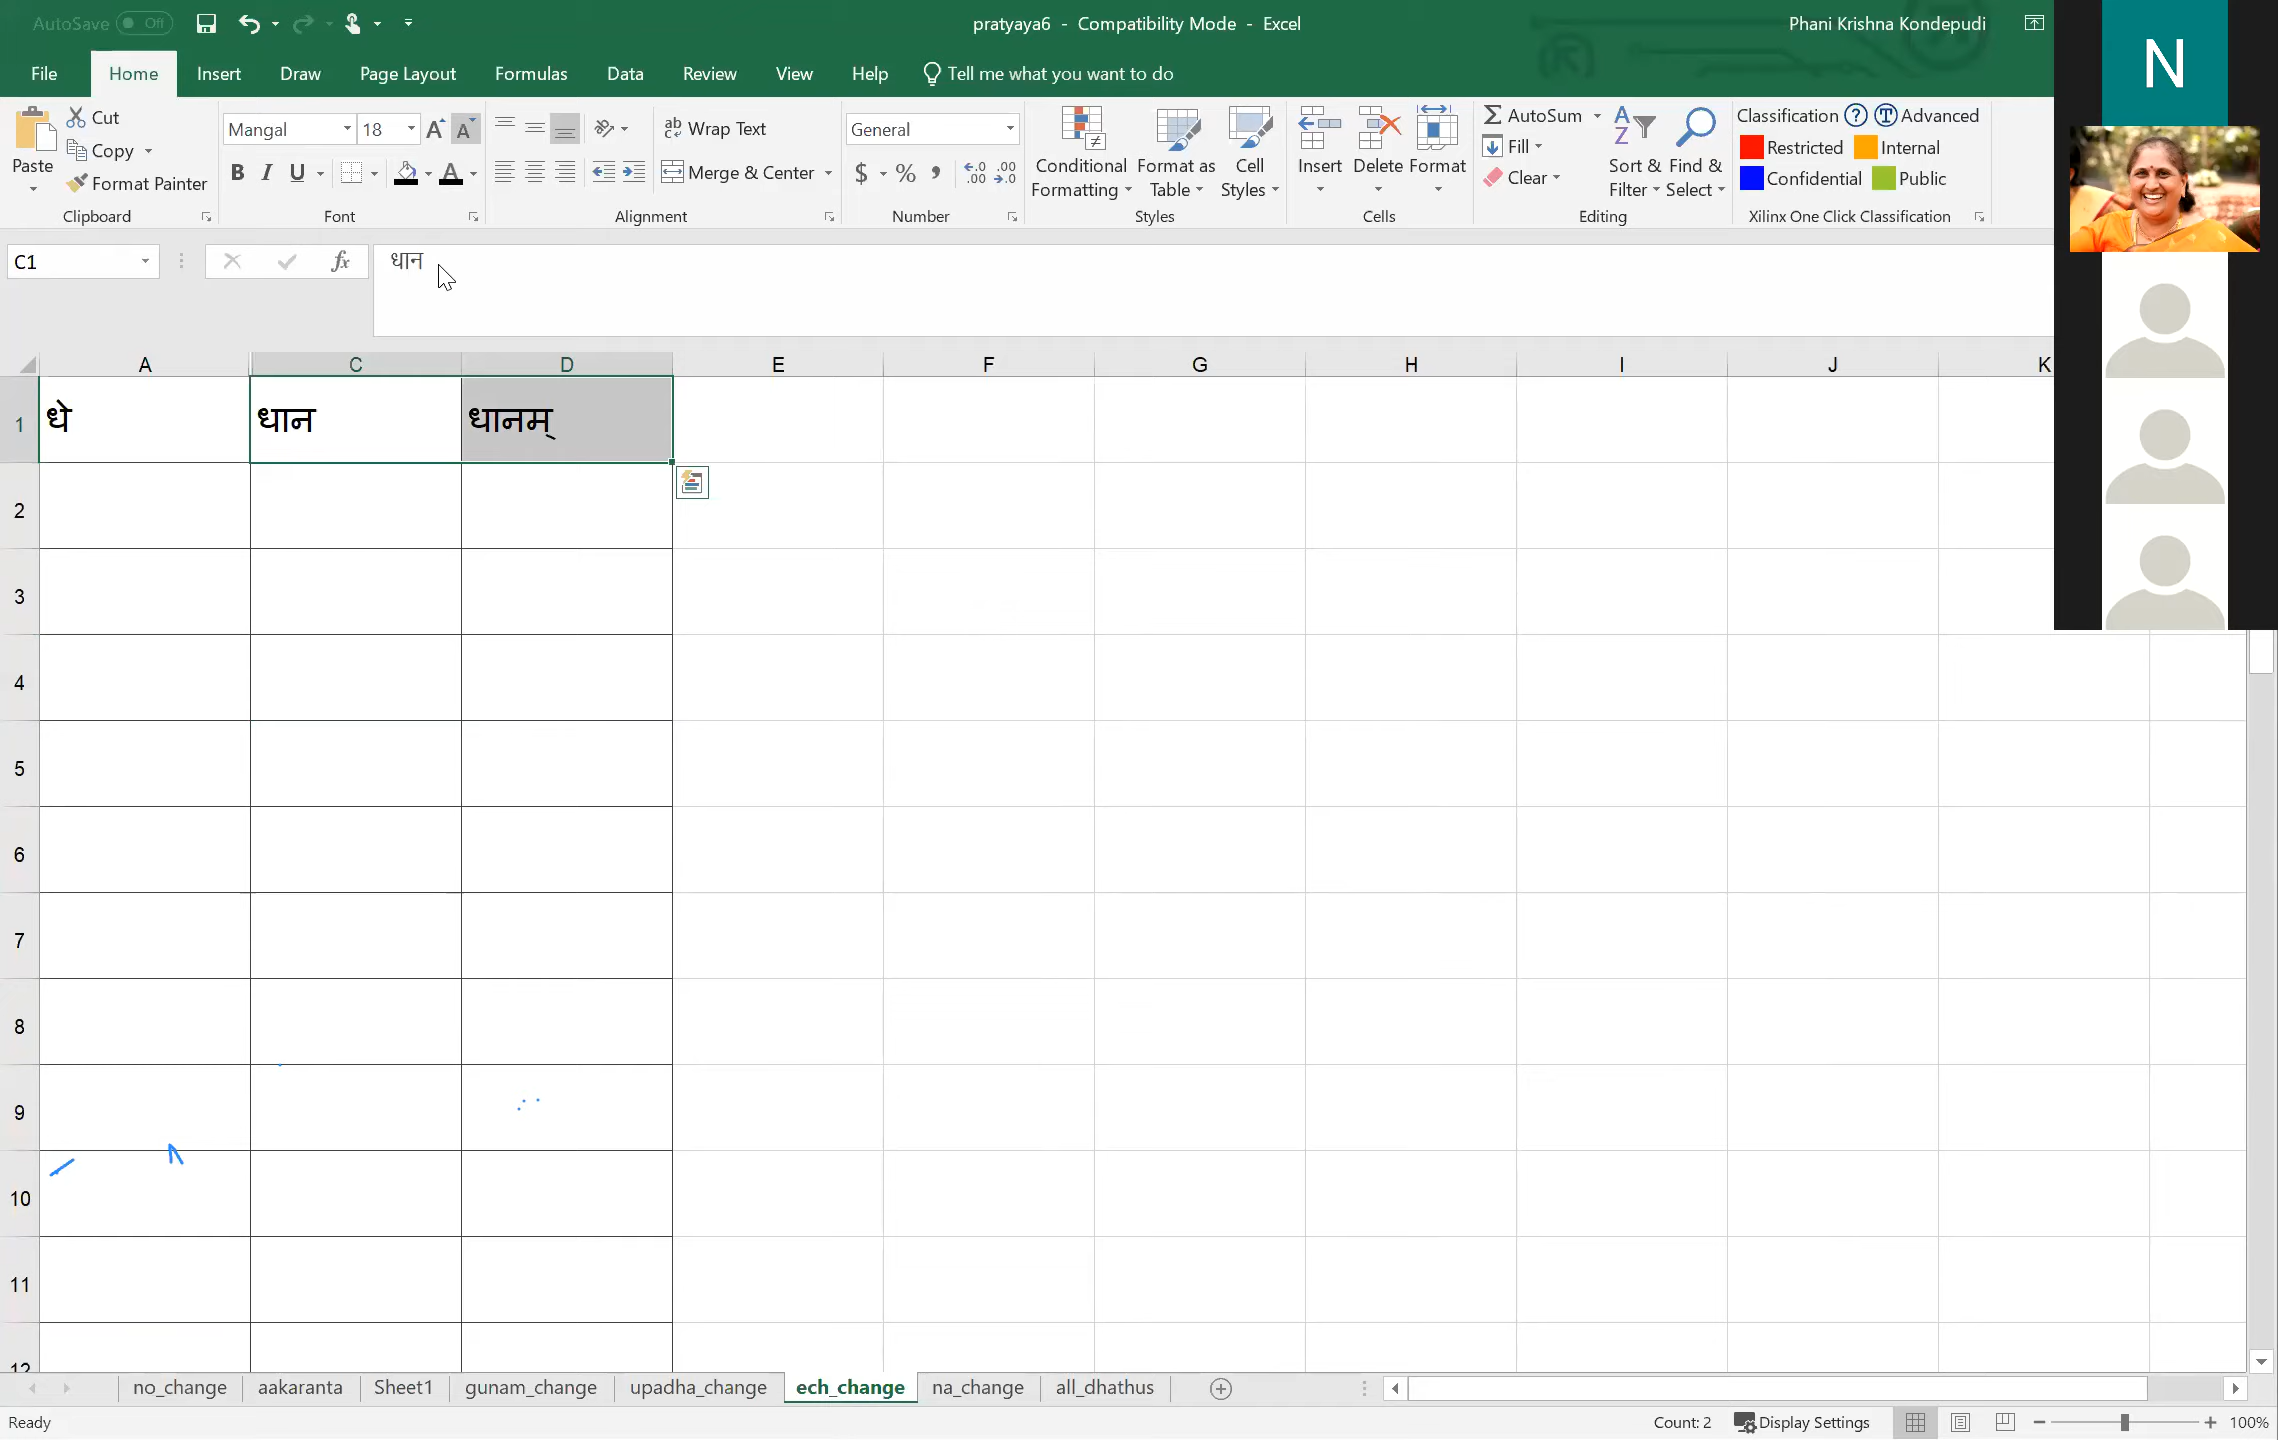 AutoSave Off pratyaya6 - Compatibility Mode - Excel Phani Krishna Kondepudi
N
File Home Insert Draw Page Layout Formulas Data Review View Help Tell me what you want to do
Cut
Copy
Format Painter
Paste
Clipboard
Mangal 18
B I U
Font
ab Wrap Text
Merge & Center
Alignment
General
$ % , .00 .00
Number
Conditional Formatting
Format as Table
Cell Styles
Styles
Insert Delete Format
Cells
AutoSum
Fill
Clear
Sort & Filter
Find & Select
Editing
Classification ? Advanced
Restricted Internal
Confidential Public
Xilinx One Click Classification
C1 fx धान
A C D E F G H I J K
1 धे धान धानम्
2
3
4
5
6
7
8
9
10
11
12
no_change aakaranta Sheet1 gunam_change upadha_change ech_change na_change all_dhathus
Ready Count: 2 Display Settings 100%